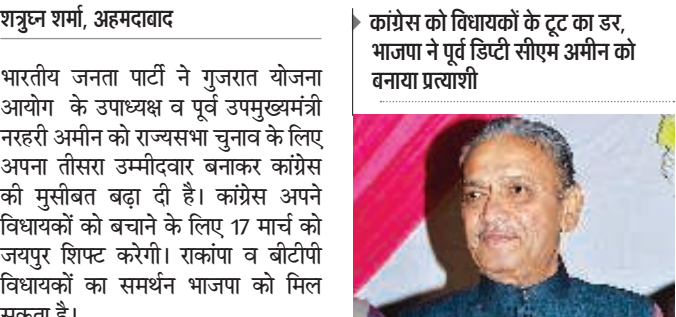 शत्रुघ्न शर्मा, अहमदाबाद
भारतीय जनता पार्टी ने गुजरात योजना
आयोग के उपाध्यक्ष व पूर्व उपमुख्यमंत्री
नरहरी अमीन को राज्यसभा चुनाव के लिए
अपना तीसरा उम्मीदवार बनाकर कांग्रेस
की मुसीबत बढ़ा दी है। कांग्रेस अपने
विधायकों को बचाने के लिए 17 मार्च को
जयपुर शिफ्ट करेगी। राकांपा व बीटीपी
विधायकों का समर्थन भाजपा को मिल
सकता है।
कांग्रेस को विधायकों के टूट का डर,
भाजपा ने पूर्व डिप्टी सीएम अमीन को
बनाया प्रत्याशी